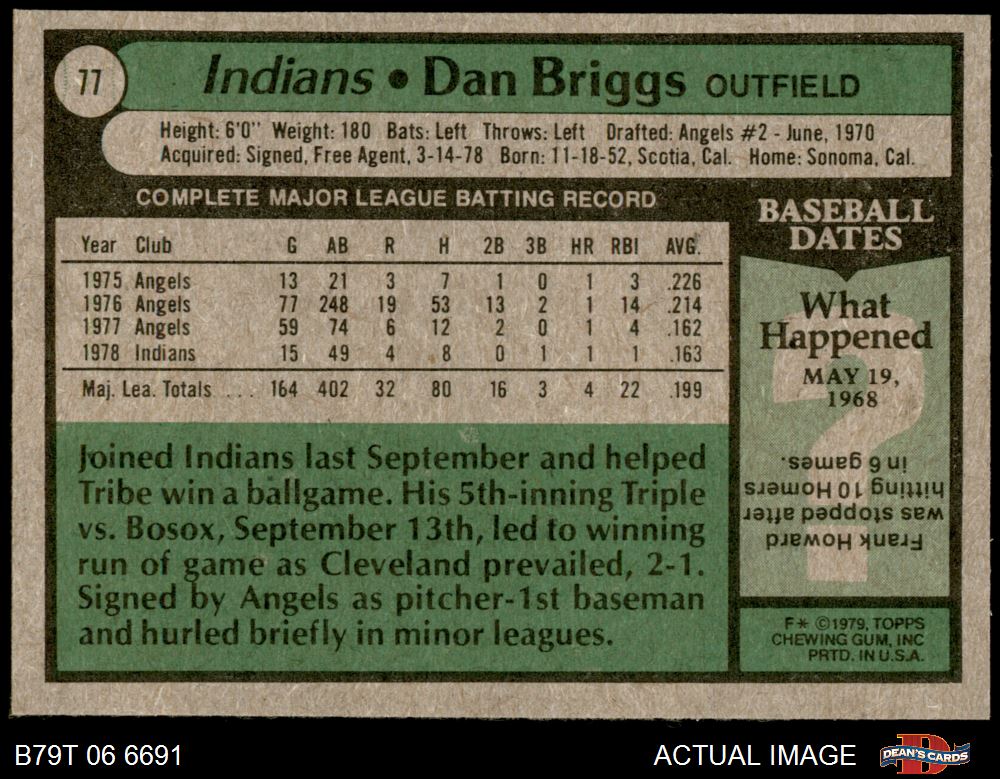 77
Indians • Dan Briggs OUTFIELD
Height: 6'0" Weight: 180 Bats: Left Throws: Left Drafted: Angels #2 - June, 1970
Acquired: Signed, Free Agent, 3-14-78 Born: 11-18-52, Scotia, Cal. Home: Sonoma, Cal.
COMPLETE MAJOR LEAGUE BATTING RECORD
Year Club G AB R H 2B 3B HR RBI AVG.
1975 Angels 13 21 3 7 1 0 1 3 .226
1976 Angels 77 248 19 53 13 2 1 14 .214
1977 Angels 59 74 6 12 2 0 1 4 .162
1978 Indians 15 49 4 8 0 1 1 1 .163
Maj. Lea. Totals ... 164 402 32 80 16 3 4 22 .199
Joined Indians last September and helped
Tribe win a ballgame. His 5th-inning Triple
vs. Bosox, September 13th, led to winning
run of game as Cleveland prevailed, 2-1.
Signed by Angels as pitcher-1st baseman
and hurled briefly in minor leagues.
BASEBALL
DATES
What
Happened
MAY 19,
1968
?
Frank Howard
was stopped after
hitting 10 Homers
in 6 games.
F* ©1979, TOPPS
CHEWING GUM, INC
PRTD. IN U.S.A.
B79T 06 6691
ACTUAL IMAGE
D
DEAN'S CARDS